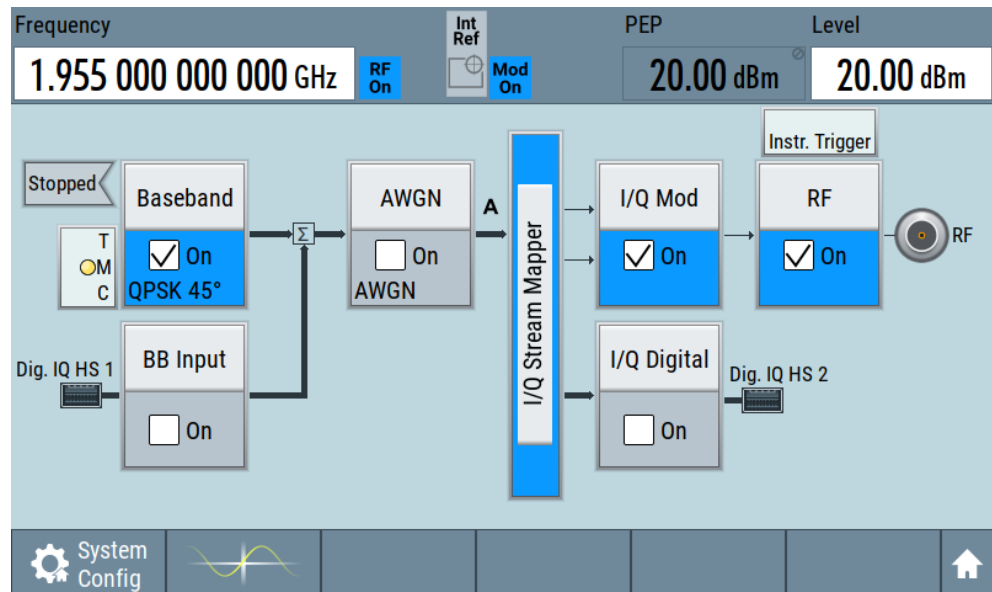 Frequency
Int
Ref
PEP
Level
1.955 000 000 000 GHz
RF
On
Mod
On
20.00 dBm
20.00 dBm
Instr. Trigger
Stopped
Baseband
AWGN
A
I/Q Mod
RF
T
M
C
On
QPSK 45°
Σ
On
AWGN
I/Q Stream Mapper
On
On
RF
Dig. IQ HS 1
BB Input
On
I/Q Digital
On
Dig. IQ HS 2
System
Config